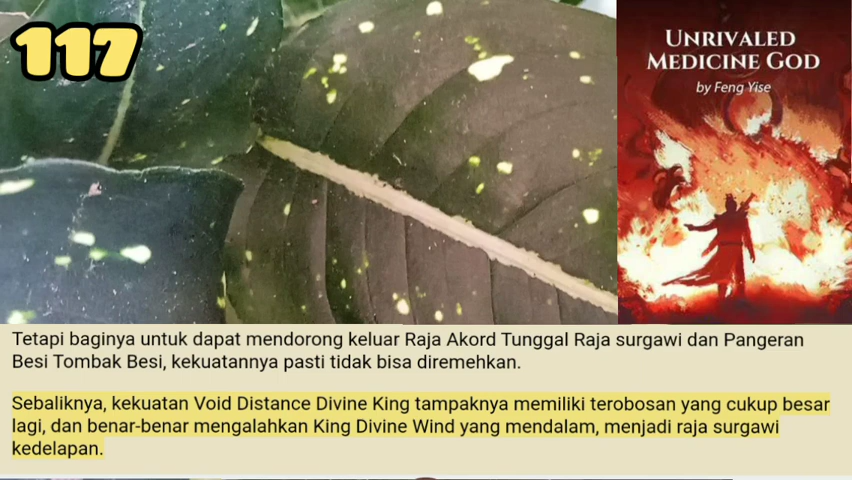 117
UNRIVALED
MEDICINE GOD
by Feng Yise
Tetapi baginya untuk dapat mendorong keluar Raja Akord Tunggal Raja surgawi dan Pangeran
Besi Tombak Besi, kekuatannya pasti tidak bisa diremehkan.
Sebaliknya, kekuatan Void Distance Divine King tampaknya memiliki terobosan yang cukup besar
lagi, dan benar-benar mengalahkan King Divine Wind yang mendalam, menjadi raja surgawi
kedelapan.